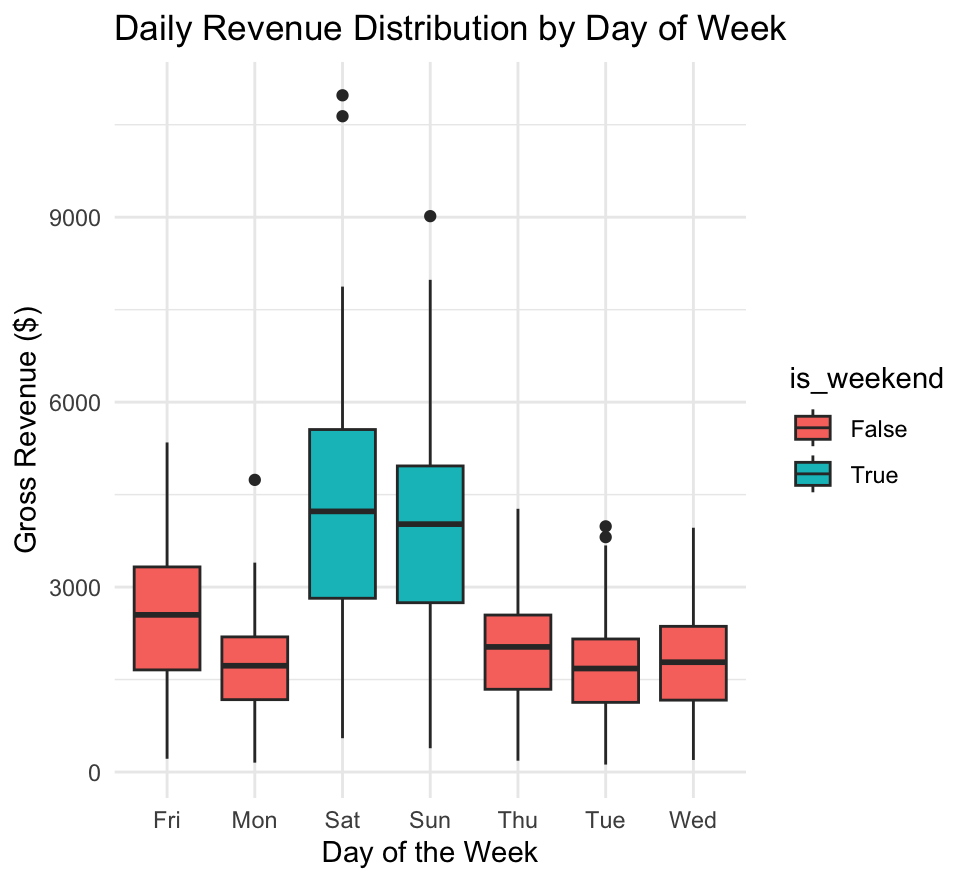 Daily Revenue Distribution by Day of Week
Gross Revenue ($)
9000
6000
3000
0
Fri Mon Sat Sun Thu Tue Wed
Day of the Week
is_weekend
False
True